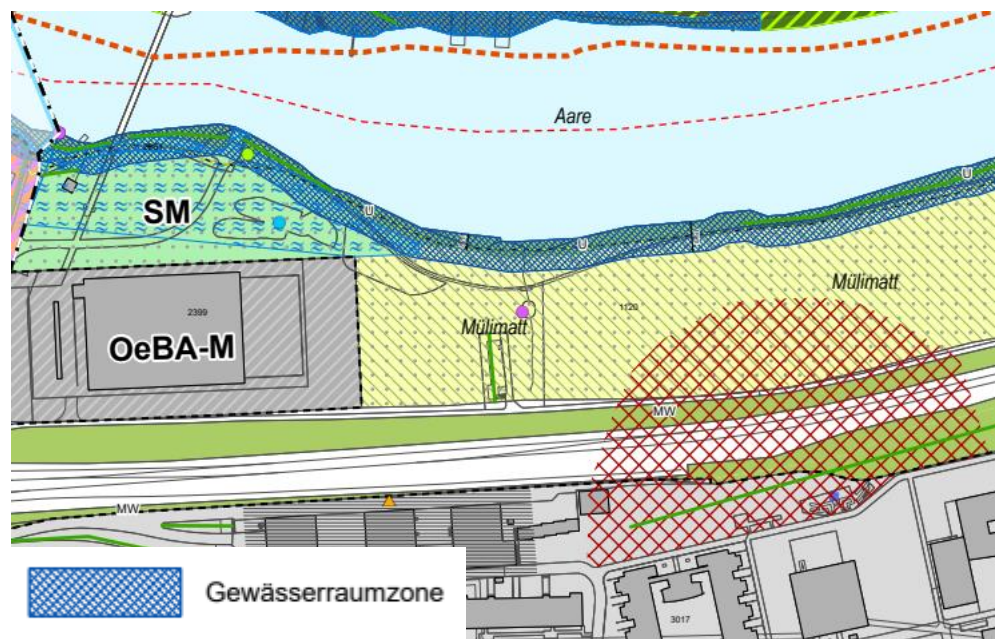 Aare
SM
U
U
U
Mülimatt
2399
1120
Mülimatt
OeBA-M
MW
MW
Gewässerraumzone
3017